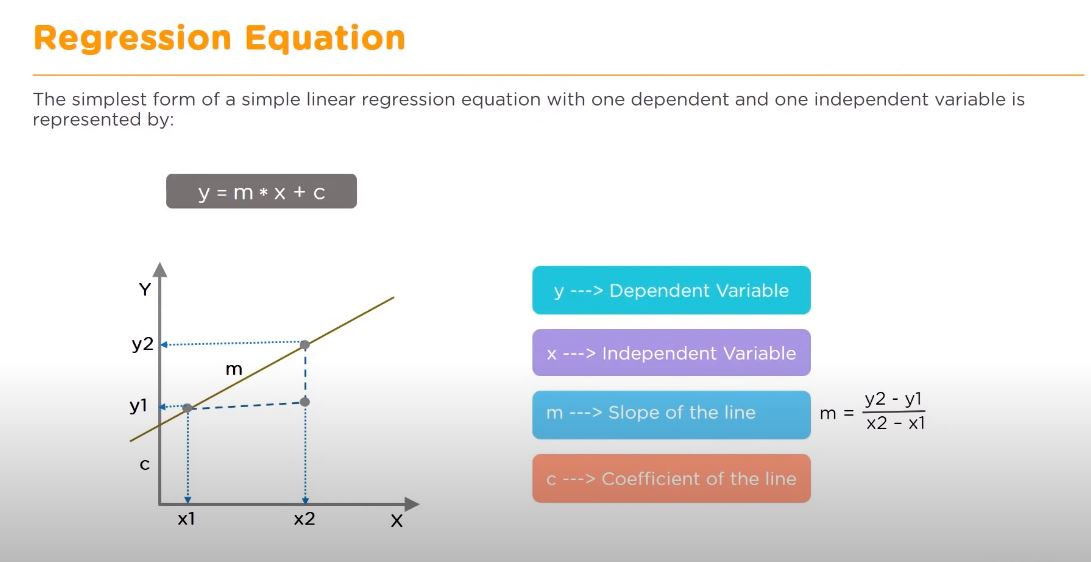 Regression Equation
The simplest form of a simple linear regression equation with one dependent and one independent variable is
represented by:
y = m * x + c
Y
y2
m
y1
c
x1
x2
X
y ---> Dependent Variable
x ---> Independent Variable
m ---> Slope of the line
m = y2 - y1
x2 - x1
c ---> Coefficient of the line